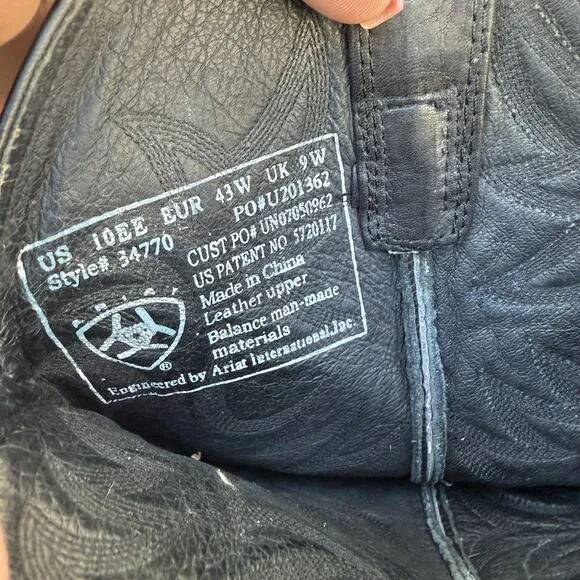 US 10EE EUR 43W UK 9W
Style# 34770 PO#U201362
CUST PO# UN07050962
US PATENT NO 5720117
Made in China
Leather upper
Balance man-made
materials
ARIAT
®
Engineered by Ariat International, Inc.